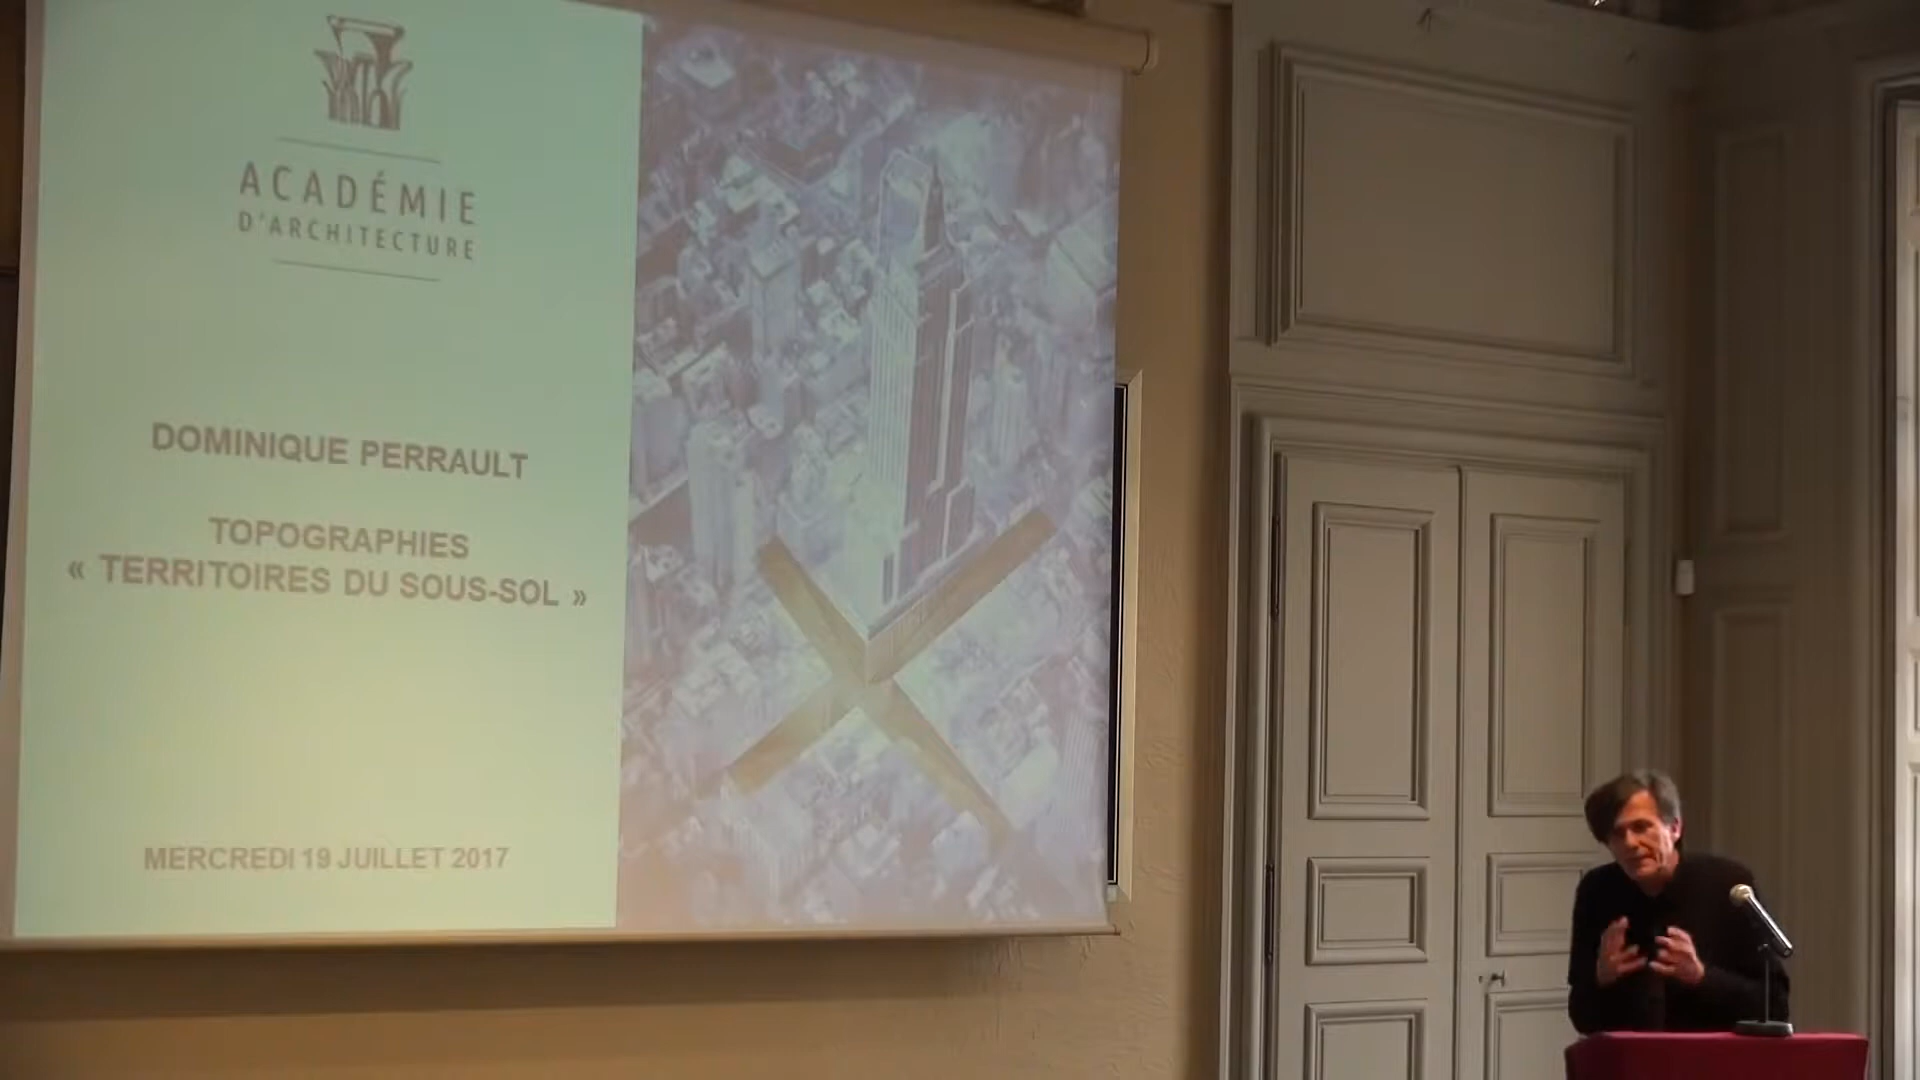 ACADÉMIE
D'ARCHITECTURE
DOMINIQUE PERRAULT
TOPOGRAPHIES
« TERRITOIRES DU SOUS-SOL »
MERCREDI 19 JUILLET 2017